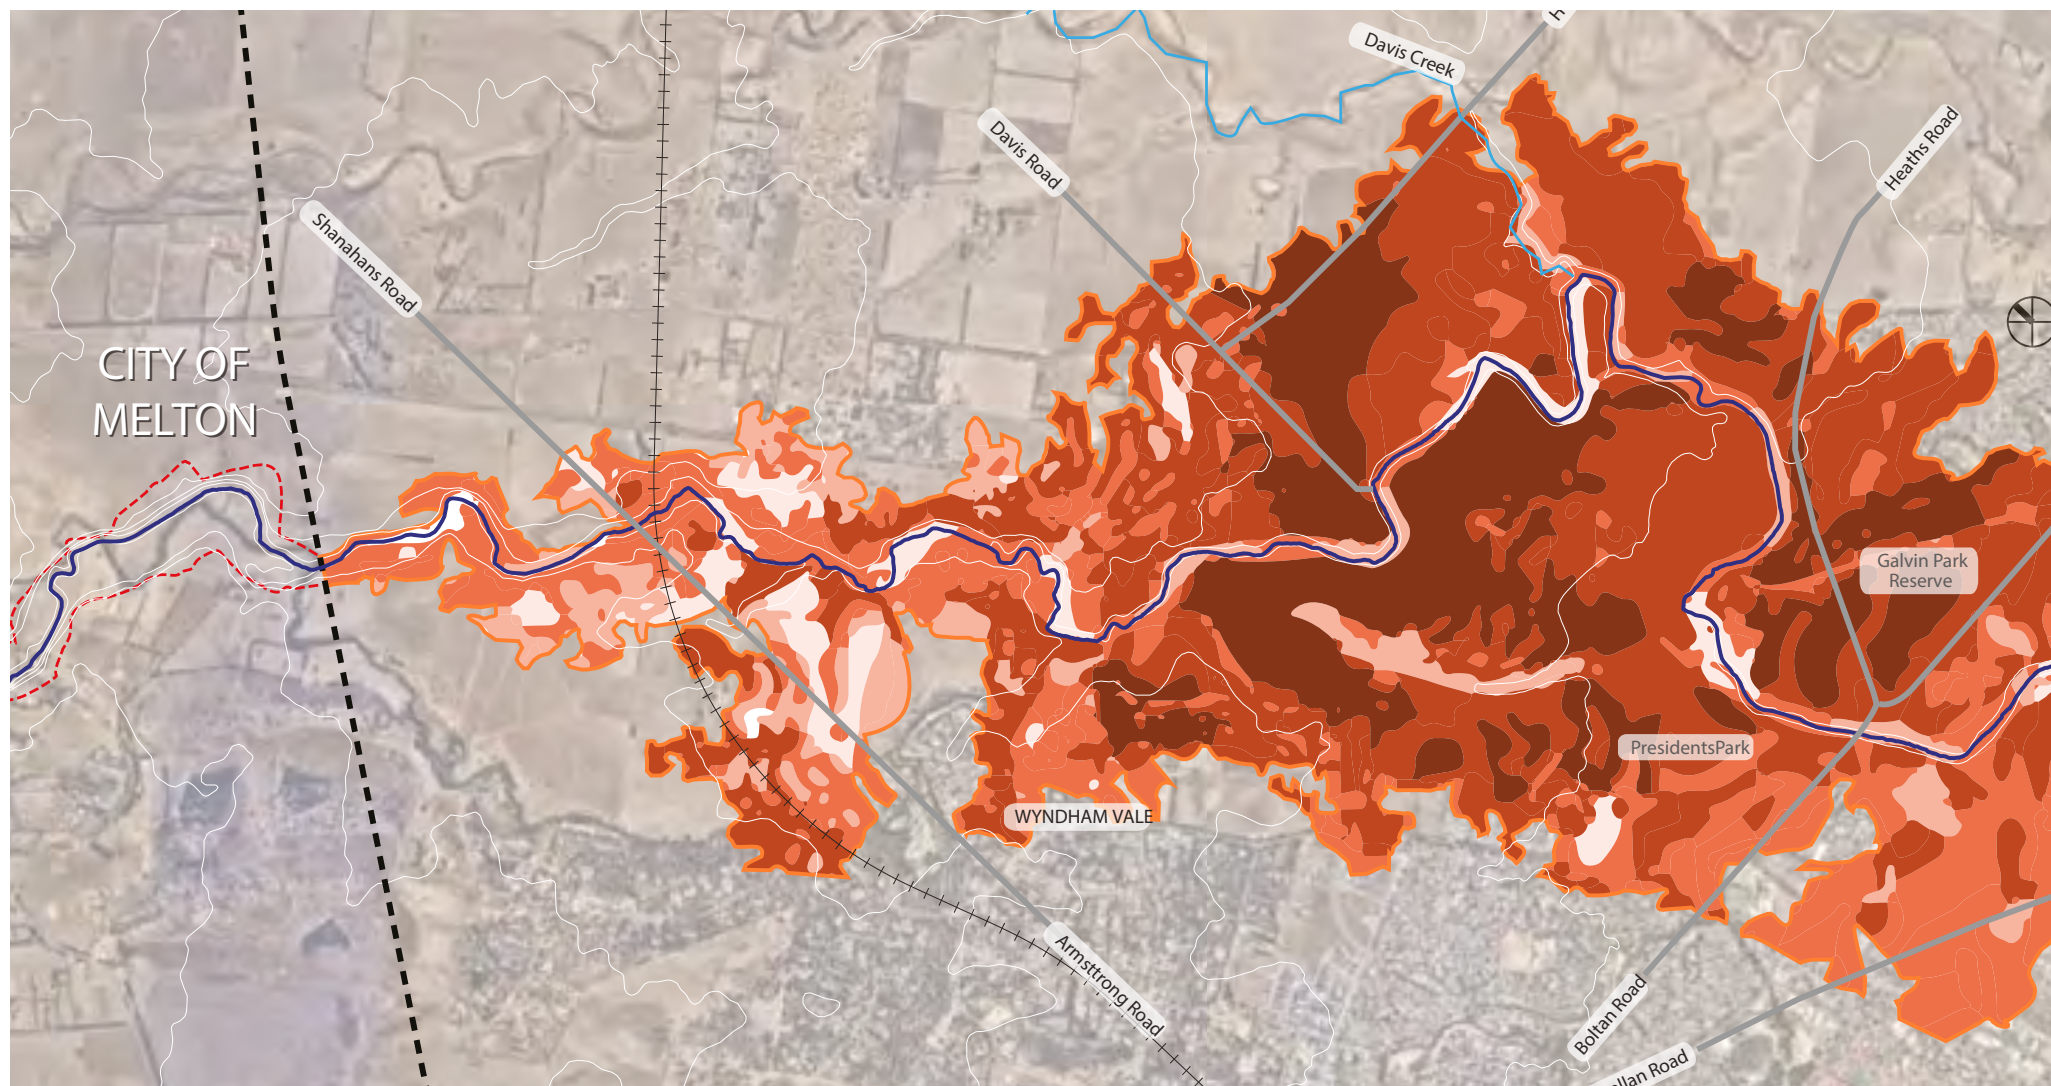 Davis Creek
Davis Road
Heaths Road
Shanahans Road
CITY OF
MELTON
Galvin Park
Reserve
PresidentsPark
WYNDHAM VALE
Armsttrong Road
Boltan Road
allan Road